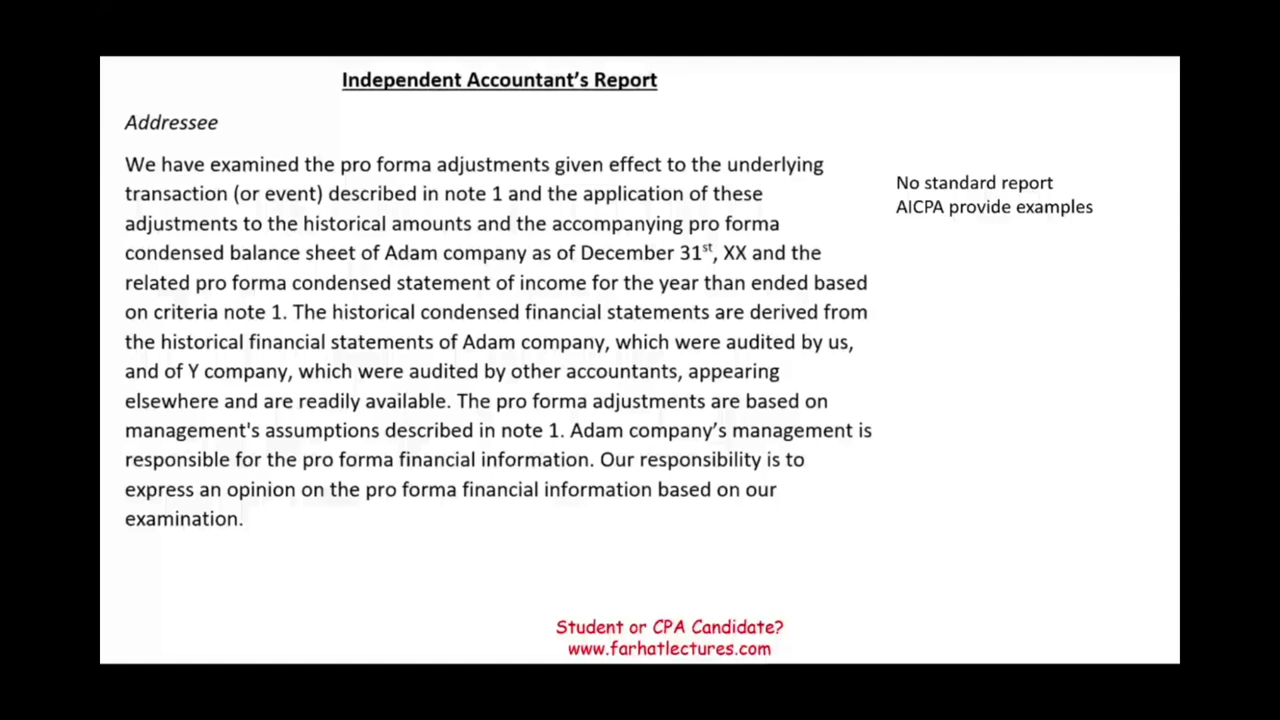 Independent Accountant's Report
Addressee
We have examined the pro forma adjustments given effect to the underlying
transaction (or event) described in note 1 and the application of these
adjustments to the historical amounts and the accompanying pro forma
condensed balance sheet of Adam company as of December 31st, XX and the
related pro forma condensed statement of income for the year than ended based
on criteria note 1. The historical condensed financial statements are derived from
the historical financial statements of Adam company, which were audited by us,
and of Y company, which were audited by other accountants, appearing
elsewhere and are readily available. The pro forma adjustments are based on
management's assumptions described in note 1. Adam company's management is
responsible for the pro forma financial information. Our responsibility is to
express an opinion on the pro forma financial information based on our
examination.
No standard report
AICPA provide examples
Student or CPA Candidate?
www.farhatlectures.com